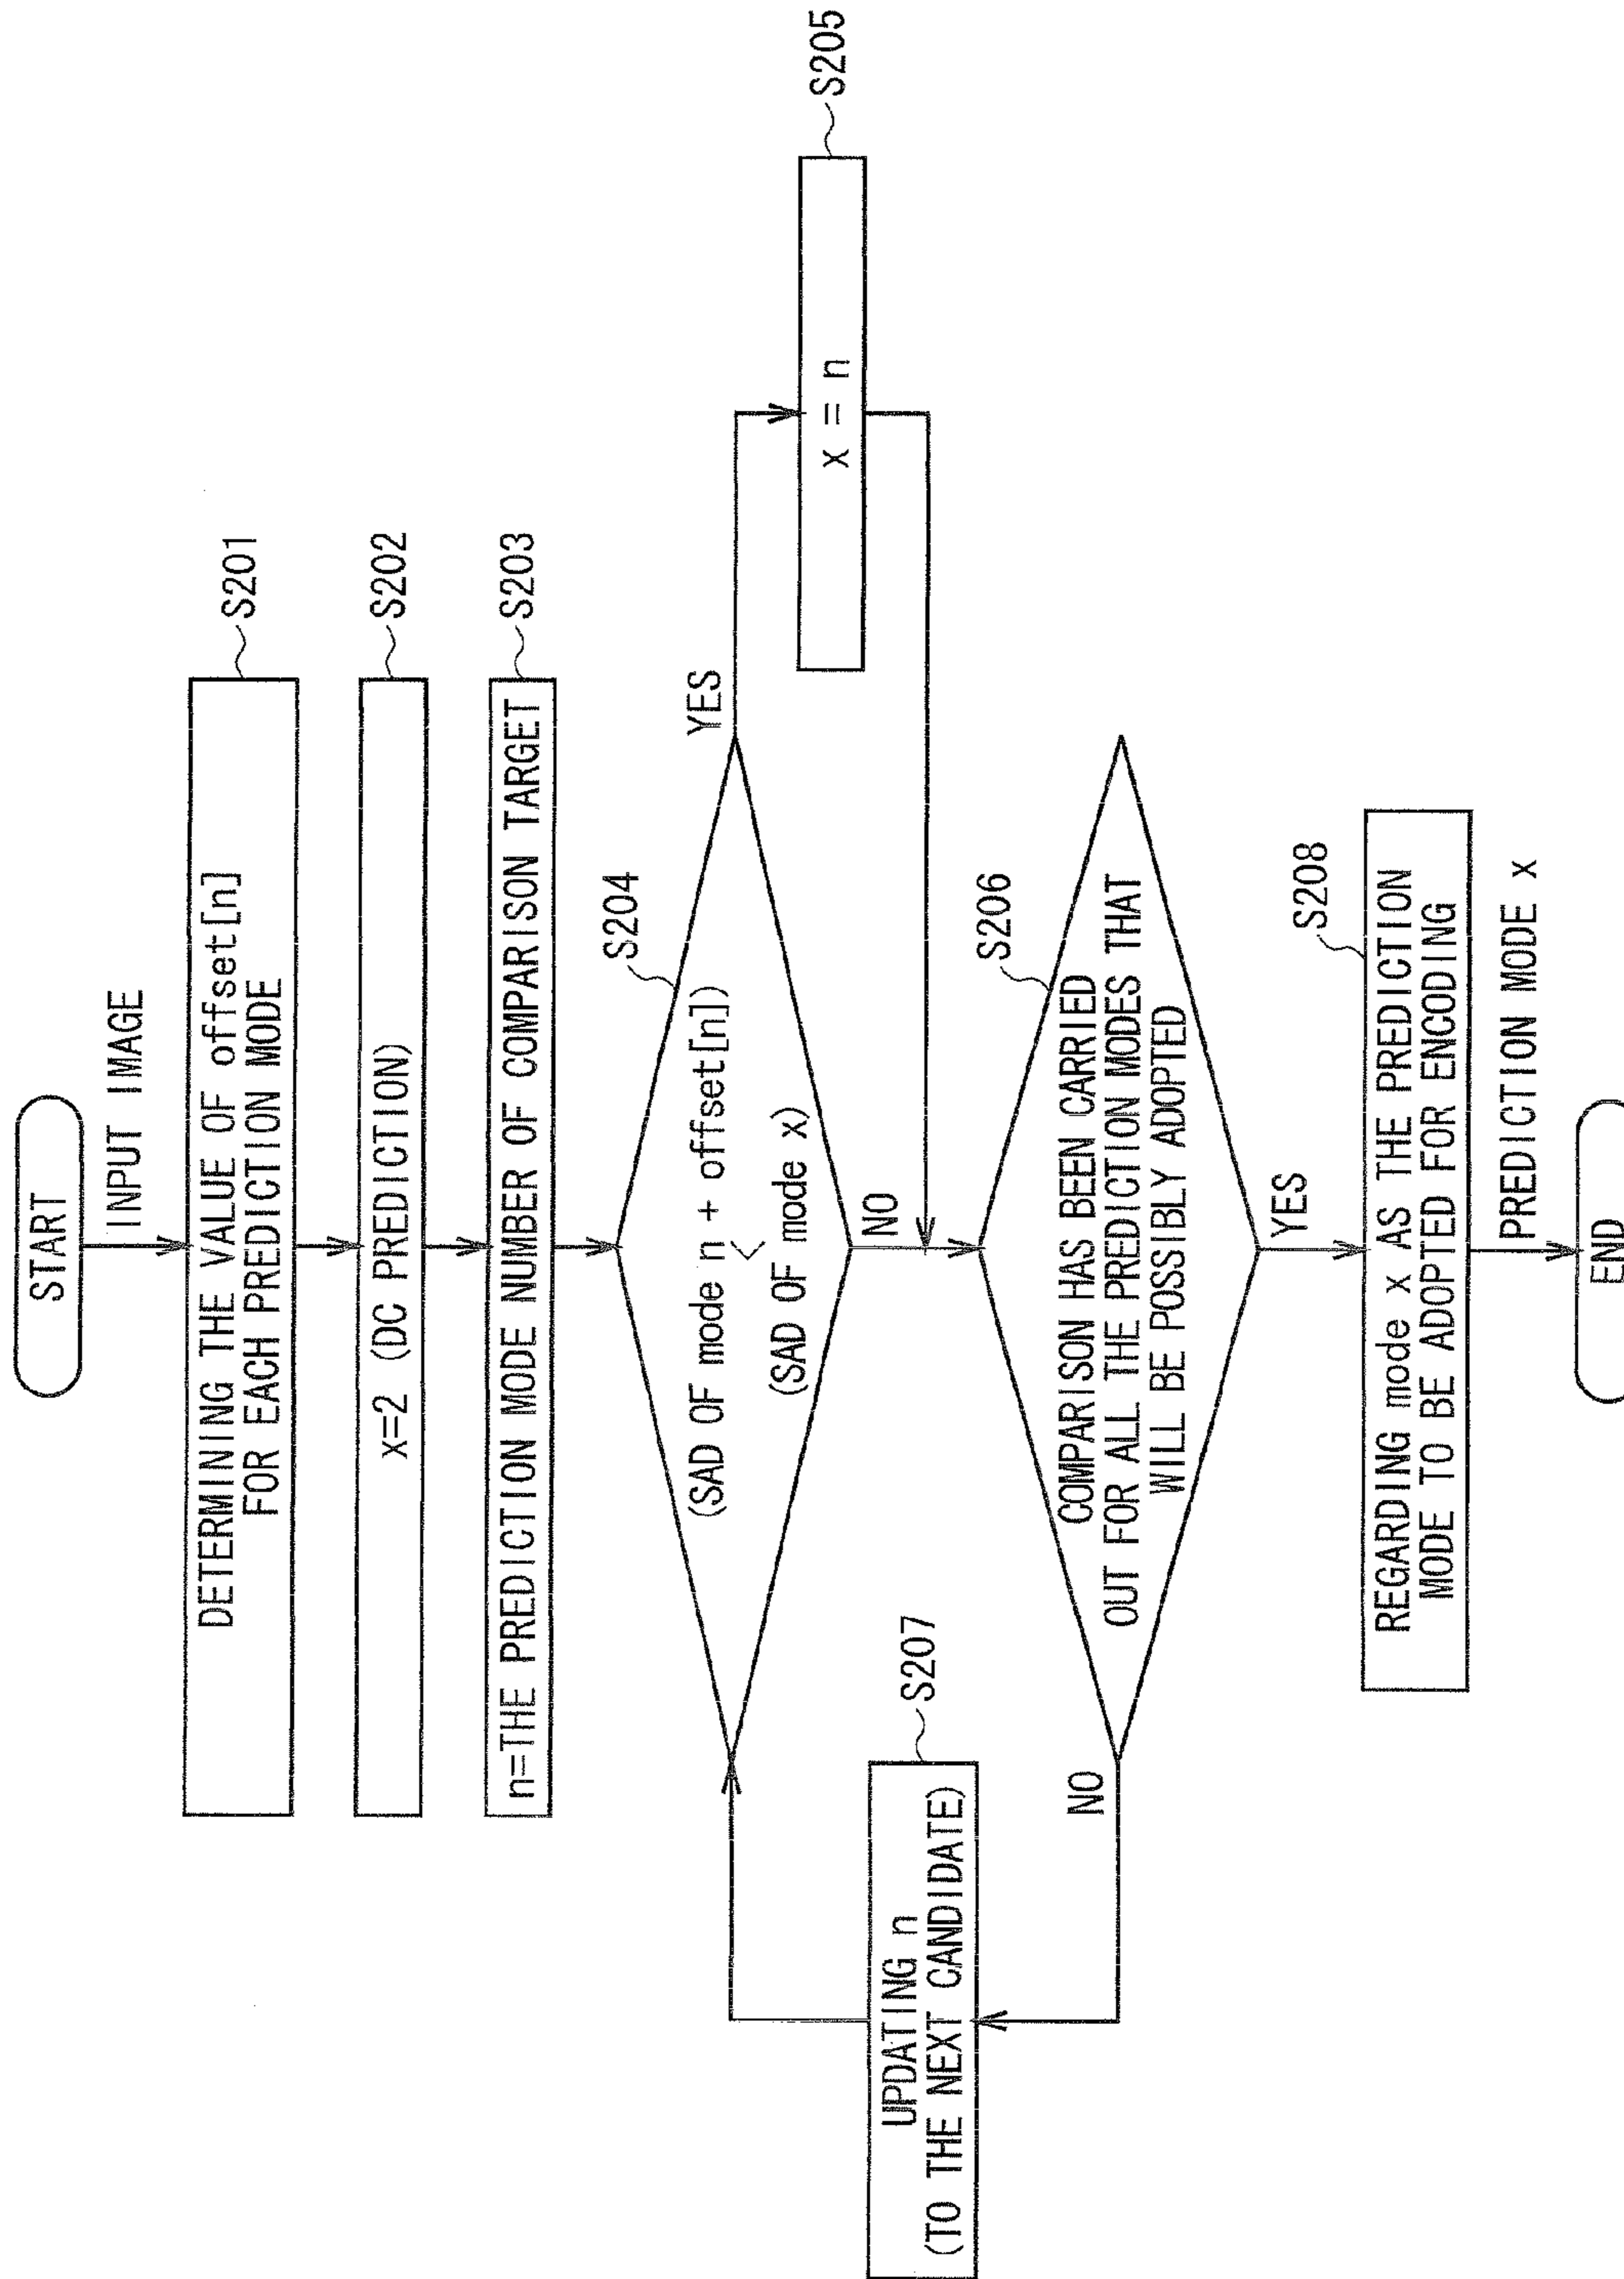 START
INPUT IMAGE
DETERMINING THE VALUE OF offset[n]
FOR EACH PREDICTION MODE
S201
x=2 (DC PREDICTION)
S202
n=THE PREDICTION MODE NUMBER OF COMPARISON TARGET
S203
S204
(SAD OF mode n + offset[n])
<
(SAD OF mode x)
YES
NO
x = n
S205
S206
COMPARISON HAS BEEN CARRIED
OUT FOR ALL THE PREDICTION MODES THAT
WILL BE POSSIBLY ADOPTED
NO
YES
UPDATING n
(TO THE NEXT CANDIDATE)
S207
S208
REGARDING mode x AS THE PREDICTION
MODE TO BE ADOPTED FOR ENCODING
PREDICTION MODE x
END